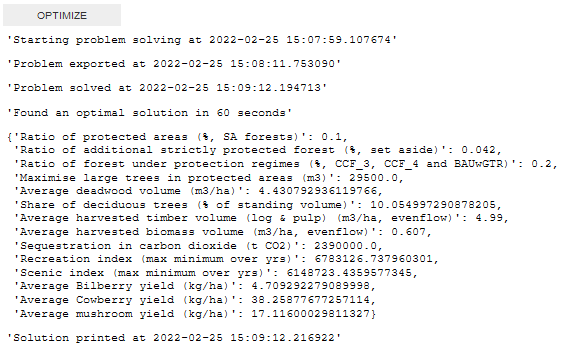 OPTIMIZE
'Starting problem solving at 2022-02-25 15:07:59.107674'
'Problem exported at 2022-02-25 15:08:11.753090'
'Problem solved at 2022-02-25 15:09:12.194713'
'Found an optimal solution in 60 seconds'
{'Ratio of protected areas (%, SA forests)': 0.1,
'Ratio of additional strictly protected forest (%, set aside)': 0.042,
'Ratio of forest under protection regimes (%, CCF_3, CCF_4 and BAUwGTR)': 0.2,
'Maximise large trees in protected areas (m3)': 29500.0,
'Average deadwood volume (m3/ha)': 4.430792936119766,
'Share of deciduous trees (% of standing volume)': 10.054997290878205,
'Average harvested timber volume (log & pulp) (m3/ha, evenflow)': 4.99,
'Average harvested biomass volume (m3/ha, evenflow)': 0.607,
'Sequestration in carbon dioxide (t CO2)': 2390000.0,
'Recreation index (max minimum over yrs)': 6783126.737960301,
'Scenic index (max minimum over yrs)': 6148723.4359577345,
'Average Bilberry yield (kg/ha)': 4.709292279089998,
'Average Cowberry yield (kg/ha)': 38.25877677257114,
'Average mushroom yield (kg/ha)': 17.11600029811327}
'Solution printed at 2022-02-25 15:09:12.216922'